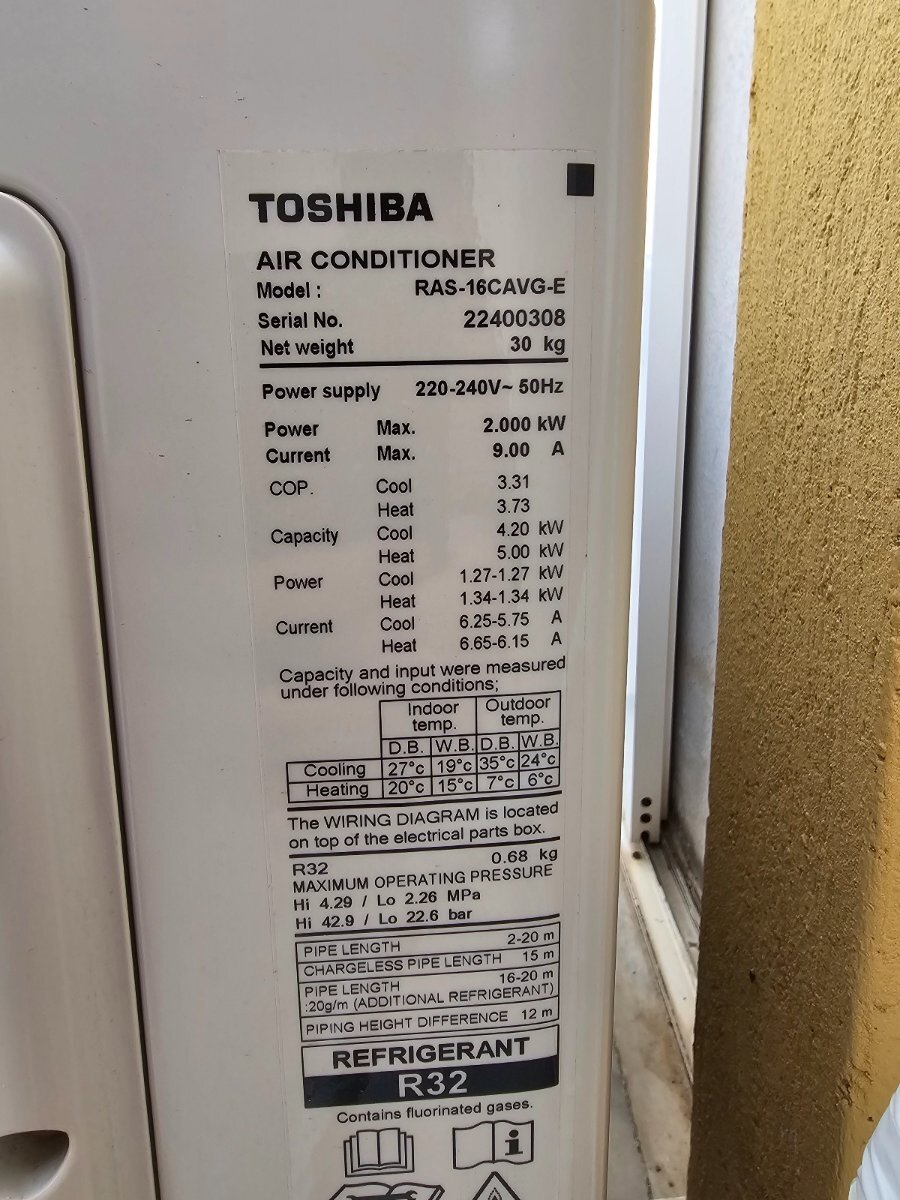 TOSHIBA
AIR CONDITIONER
Model : RAS-16CAVG-E
Serial No. 22400308
Net weight 30 kg
Power supply 220-240V~ 50Hz
Power Max. 2.000 kW
Current Max. 9.00 A
COP. Cool 3.31
Heat 3.73
Capacity Cool 4.20 kW
Heat 5.00 kW
Power Cool 1.27-1.27 kW
Heat 1.34-1.34 kW
Current Cool 6.25-5.75 A
Heat 6.65-6.15 A
Capacity and input were measured
under following conditions;
Indoor temp. Outdoor temp.
D.B. W.B. D.B. W.B.
Cooling 27°c 19°c 35°c 24°c
Heating 20°c 15°c 7°c 6°c
The WIRING DIAGRAM is located
on top of the electrical parts box.
R32 0.68 kg
MAXIMUM OPERATING PRESSURE
Hi 4.29 / Lo 2.26 MPa
Hi 42.9 / Lo 22.6 bar
PIPE LENGTH 2-20 m
CHARGELESS PIPE LENGTH 15 m
PIPE LENGTH 16-20 m
:20g/m (ADDITIONAL REFRIGERANT)
PIPING HEIGHT DIFFERENCE 12 m
REFRIGERANT
R32
Contains fluorinated gases.